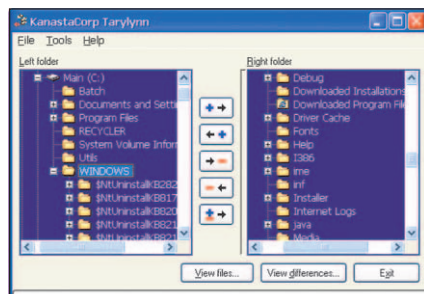 KanastaCorp Tarylynn
File Tools Help
Left folder
Right folder
Main (C:)
Batch
Documents and Setti
Program Files
RECYCLER
System Volume Inform
Utils
WINDOWS
$NtUninstallKB282
$NtUninstallKB817
$NtUninstallKB820
$NtUninstallKB821
Debug
Downloaded Installations
Downloaded Program File
Driver Cache
Fonts
Help
I386
ime
inf
Installer
Internet Logs
java
Media
View files...
View differences...
Exit